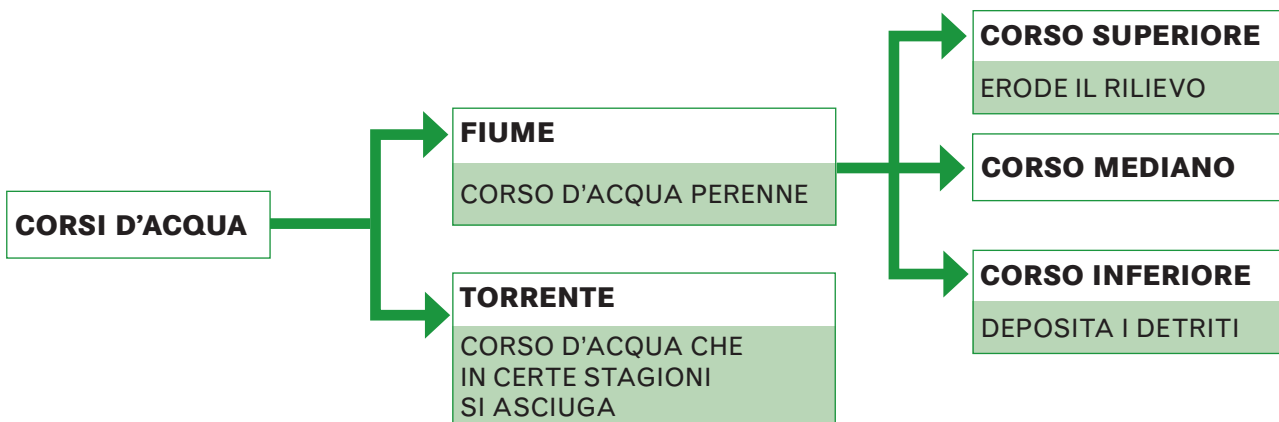 CORSI D'ACQUA
FIUME
CORSO D'ACQUA PERENNE
TORRENTE
CORSO D'ACQUA CHE
IN CERTE STAGIONI
SI ASCIUGA
CORSO SUPERIORE
ERODE IL RILIEVO
CORSO MEDIANO
CORSO INFERIORE
DEPOSITA I DETRITI